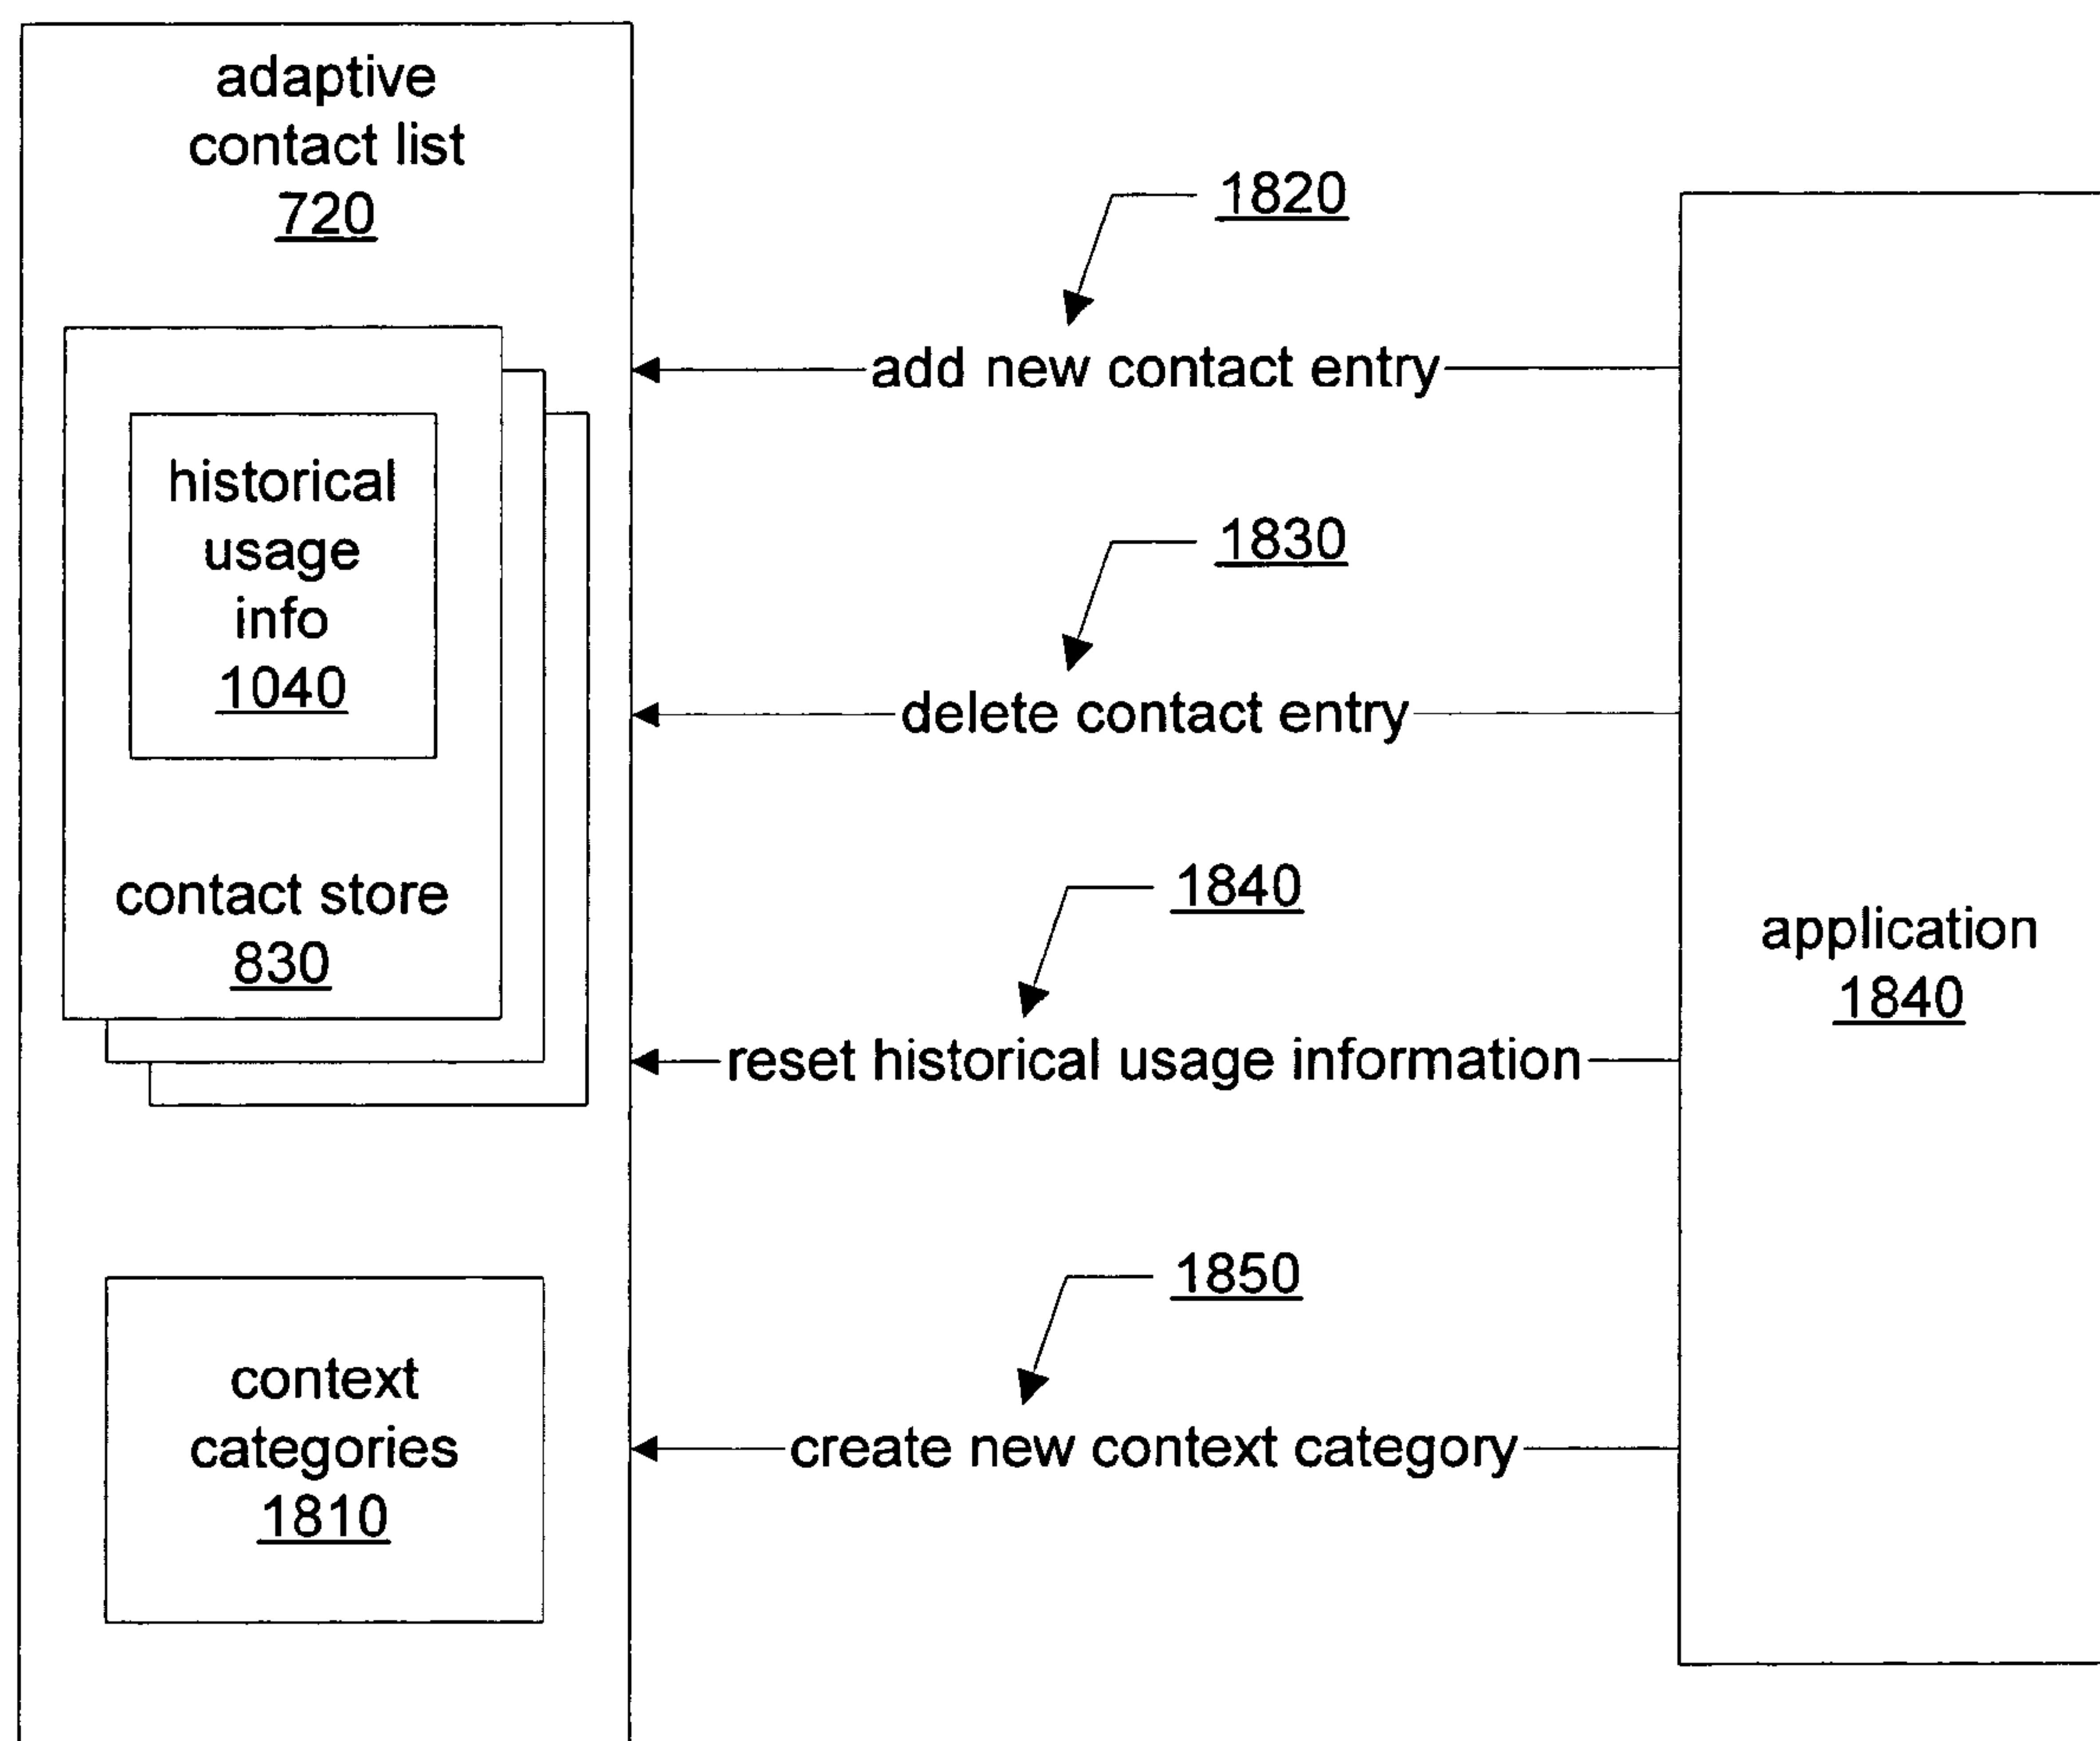 adaptive
contact list
720
historical
usage
info
1040
contact store
830
context
categories
1810
1820
add new contact entry
1830
delete contact entry
1840
reset historical usage information
1850
create new context category
application
1840